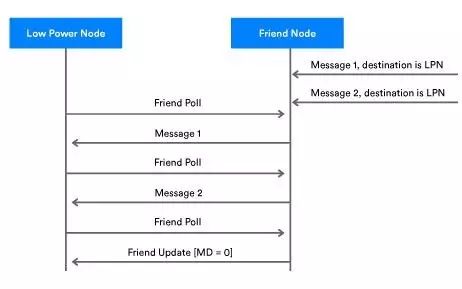 Low Power Node
Friend Node
Message 1, destination is LPN
Message 2, destination is LPN
Friend Poll
Message 1
Friend Poll
Message 2
Friend Poll
Friend Update [MD = 0]